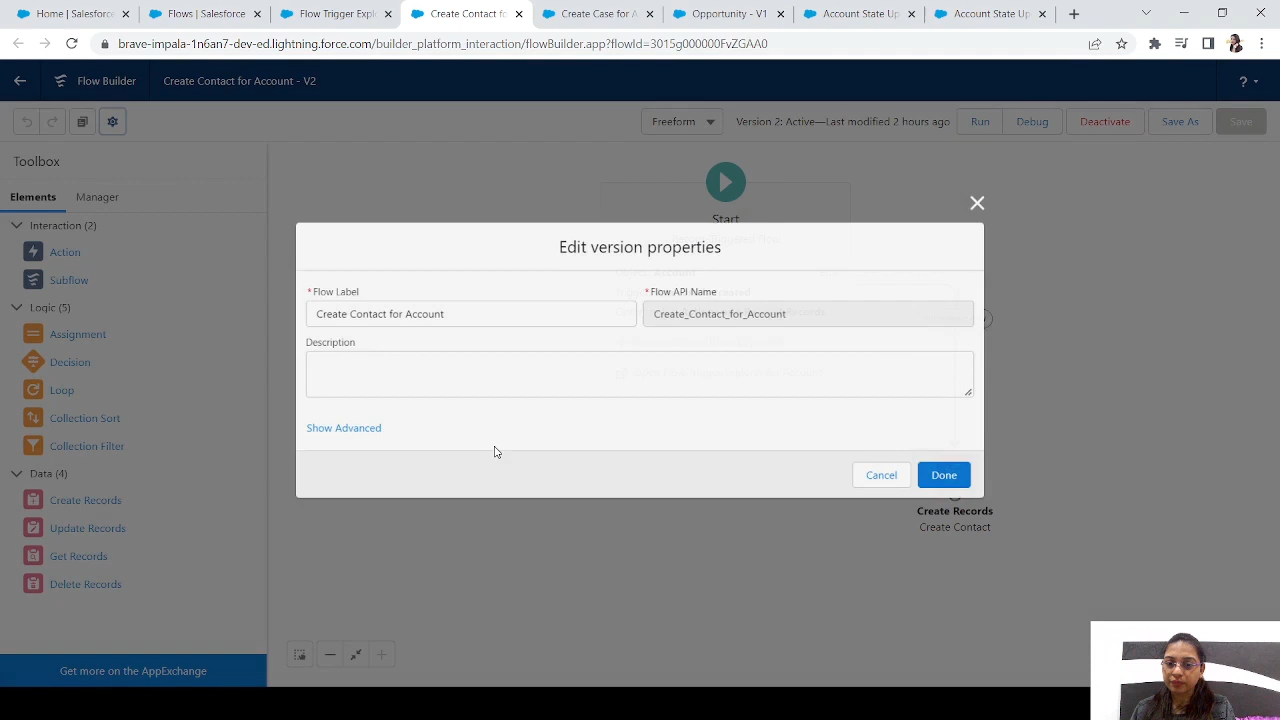 Home | Salesforce
Flows | Salesforce
Flow Trigger Expl
Create Contact fo
Create Case for A
Opportunity - V1
Account State Up
Account State Up
brave-impala-1n6an7-dev-ed.lightning.force.com/builder_platform_interaction/flowBuilder.app?flowId=3015g000000FvZGAA0
Flow Builder
Create Contact for Account - V2
?
Freeform
Version 2: Active—Last modified 2 hours ago
Run
Debug
Deactivate
Save As
Save
Toolbox
Elements
Manager
Interaction (2)
Action
Subflow
Logic (5)
Assignment
Decision
Loop
Collection Sort
Collection Filter
Data (4)
Create Records
Update Records
Get Records
Delete Records
Get more on the AppExchange
Start
Edit version properties
*Flow Label
*Flow API Name
Create Contact for Account
Create_Contact_for_Account
Description
Show Advanced
Cancel
Done
Create Records
Create Contact